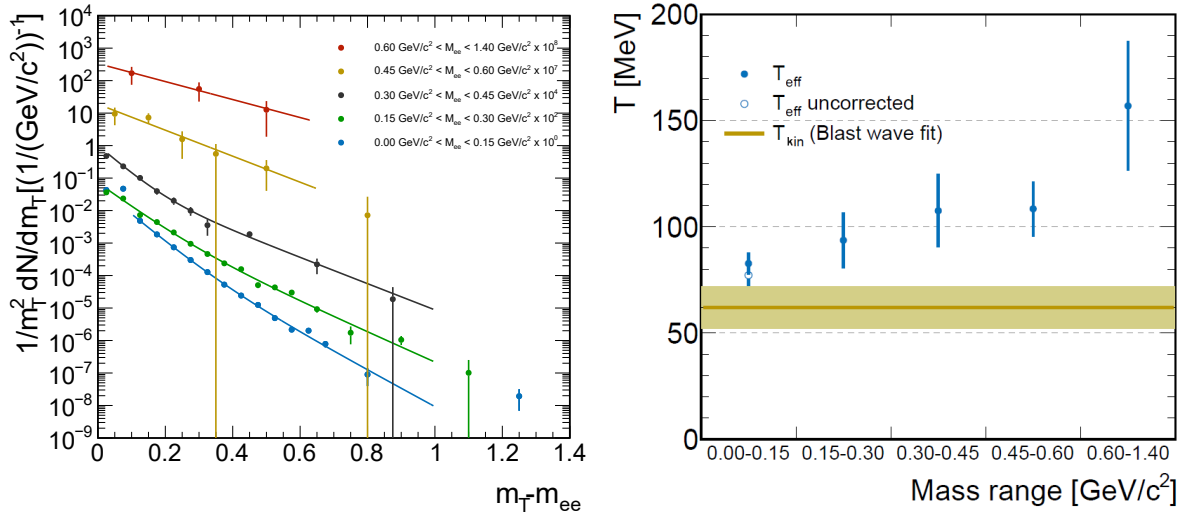 1/m_T^2 dN/dm_T[(1/(GeV/c^2))^-1
10^4
10^3
10^2
10
1
10^-1
10^-2
10^-3
10^-4
10^-5
10^-6
10^-7
10^-8
10^-9
0.60 GeV/c^2 < M_ee < 1.40 GeV/c^2 x 10^8
0.45 GeV/c^2 < M_ee < 0.60 GeV/c^2 x 10^7
0.30 GeV/c^2 < M_ee < 0.45 GeV/c^2 x 10^4
0.15 GeV/c^2 < M_ee < 0.30 GeV/c^2 x 10^2
0.00 GeV/c^2 < M_ee < 0.15 GeV/c^2 x 10^0
0 0.2 0.4 0.6 0.8 1 1.2 1.4
m_T-m_ee
T [MeV]
200
150
100
50
0
T_eff
T_eff uncorrected
T_kin (Blast wave fit)
0.00-0.15 0.15-0.30 0.30-0.45 0.45-0.60 0.60-1.40
Mass range [GeV/c^2]